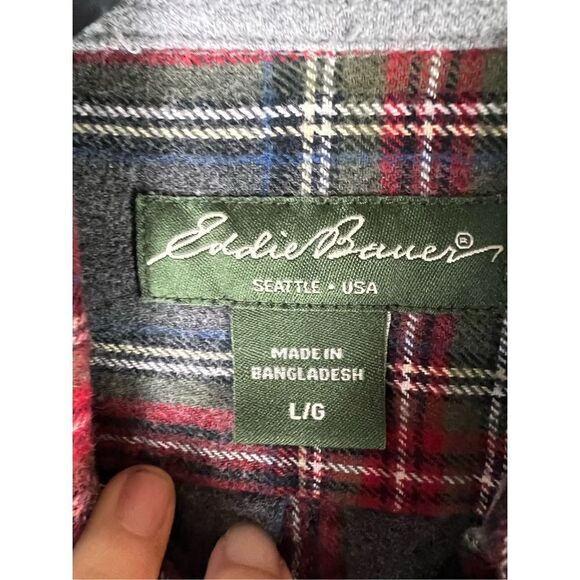 Eddie Bauer®
SEATTLE • USA
MADE IN
BANGLADESH
L/G